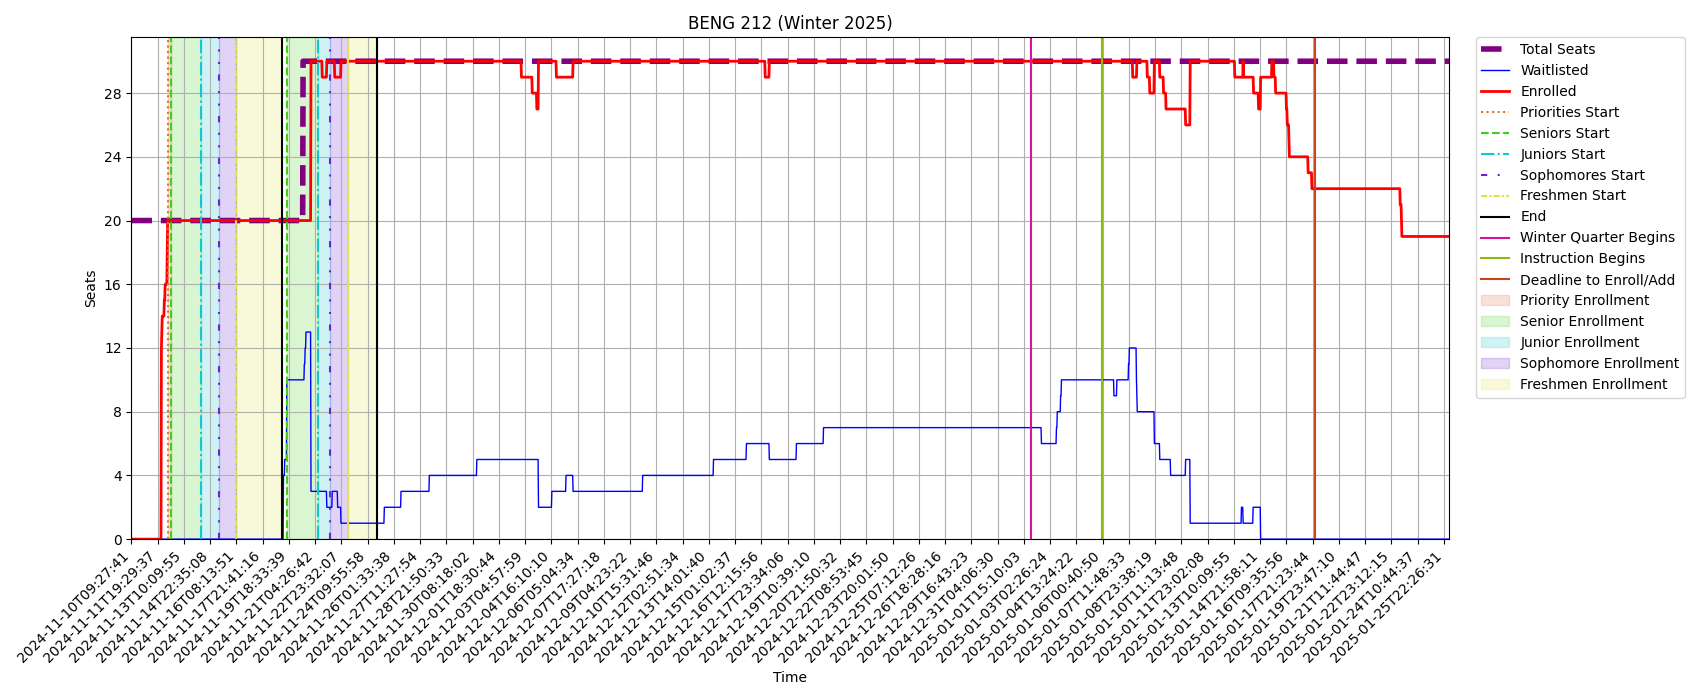 BENG 212 (Winter 2025)
Seats
28
24
20
16
12
8
4
0
2024-11-10T09:27:41
2024-11-11T19:29:37
2024-11-13T10:09:55
2024-11-14T22:35:08
2024-11-16T08:13:51
2024-11-17T21:41:16
2024-11-19T18:33:39
2024-11-21T04:26:42
2024-11-22T23:32:07
2024-11-24T09:55:58
2024-11-26T01:33:38
2024-11-27T11:27:54
2024-11-28T21:50:33
2024-11-30T08:18:02
2024-12-01T18:30:44
2024-12-03T04:57:59
2024-12-04T16:10:10
2024-12-06T05:04:34
2024-12-07T17:27:18
2024-12-09T04:23:22
2024-12-10T15:31:46
2024-12-12T02:51:34
2024-12-13T14:01:40
2024-12-15T01:02:37
2024-12-16T12:15:56
2024-12-17T23:34:06
2024-12-19T10:39:10
2024-12-20T21:50:32
2024-12-22T08:53:45
2024-12-23T20:01:50
2024-12-25T07:12:26
2024-12-26T18:28:16
2024-12-29T16:43:23
2024-12-31T04:06:30
2025-01-01T15:10:03
2025-01-03T02:26:24
2025-01-04T13:24:22
2025-01-06T00:40:50
2025-01-07T11:48:33
2025-01-08T23:38:19
2025-01-10T11:13:48
2025-01-11T23:02:08
2025-01-13T10:09:55
2025-01-14T21:58:11
2025-01-16T09:35:56
2025-01-17T21:23:44
2025-01-19T23:47:10
2025-01-21T11:44:47
2025-01-22T23:12:15
2025-01-24T10:44:37
2025-01-25T22:26:31
Time
Total Seats
Waitlisted
Enrolled
Priorities Start
Seniors Start
Juniors Start
Sophomores Start
Freshmen Start
End
Winter Quarter Begins
Instruction Begins
Deadline to Enroll/Add
Priority Enrollment
Senior Enrollment
Junior Enrollment
Sophomore Enrollment
Freshmen Enrollment